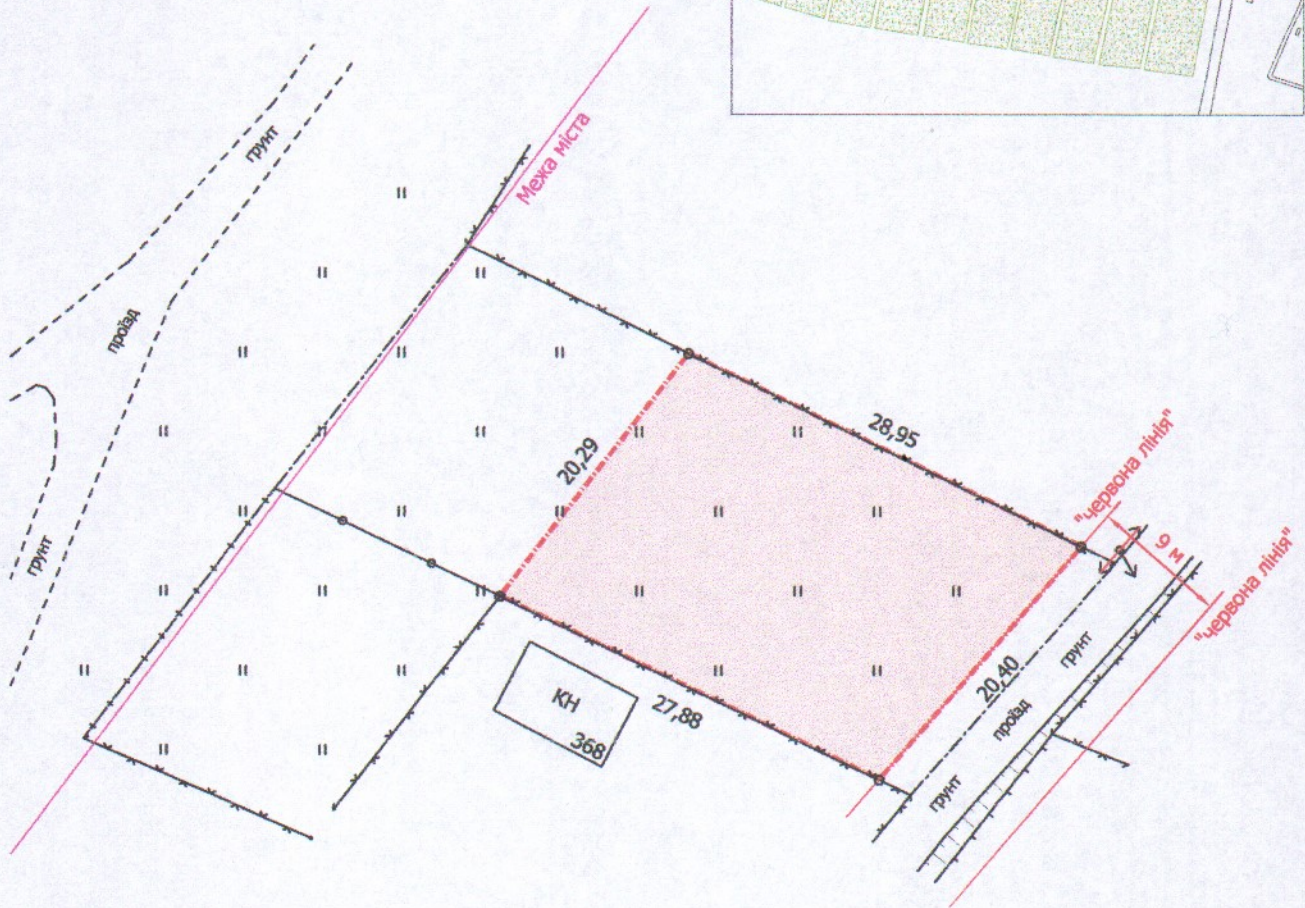 грунт
Межа міста
проїзд
28,95
20,29
"червона лінія"
9 м
"червона лінія"
грунт
грунт
20,40
проїзд
КН
27,88
368
грунт